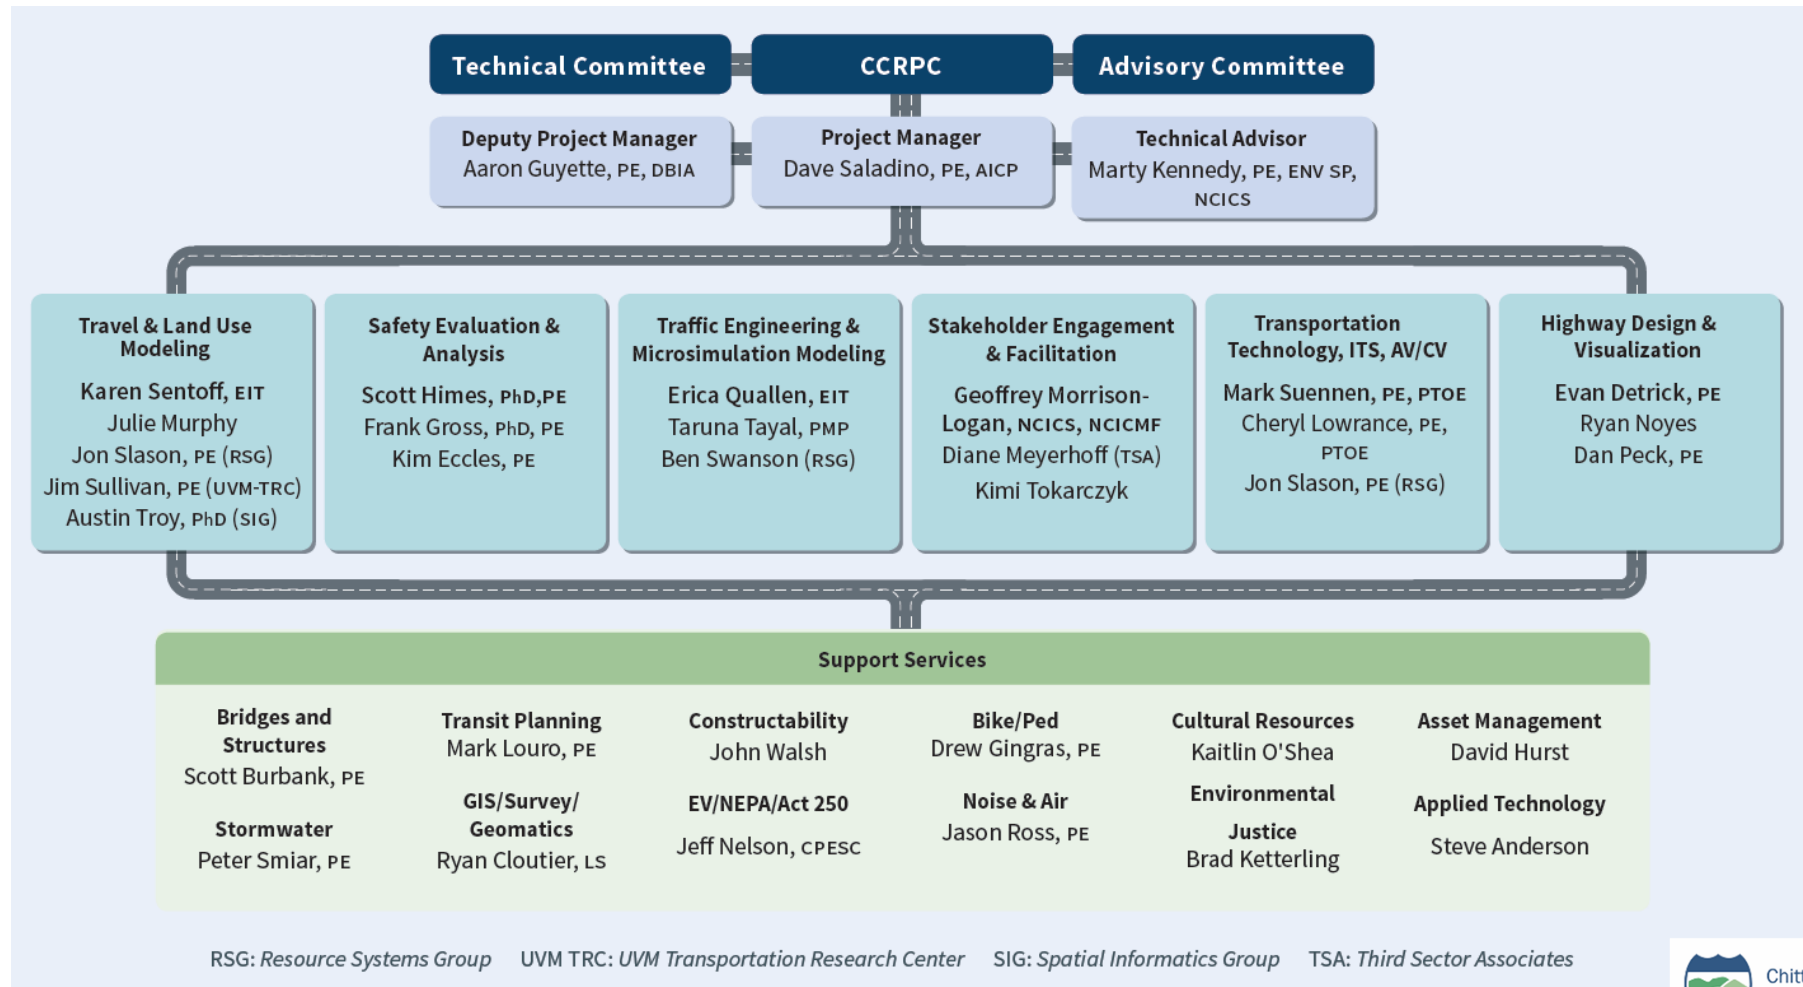 Technical Committee
CCRPC
Advisory Committee
Deputy Project Manager
Aaron Guyette, PE, DBIA
Project Manager
Dave Saladino, PE, AICP
Technical Advisor
Marty Kennedy, PE, ENV SP,
NCICS
Travel & Land Use
Modeling
Karen Sentoff, EIT
Julie Murphy
Jon Slason, PE (RSG)
Jim Sullivan, PE (UVM-TRC)
Austin Troy, PhD (SIG)
Safety Evaluation &
Analysis
Scott Himes, PhD,PE
Frank Gross, PhD, PE
Kim Eccles, PE
Traffic Engineering &
Microsimulation Modeling
Erica Quallen, EIT
Taruna Tayal, PMP
Ben Swanson (RSG)
Stakeholder Engagement
& Facilitation
Geoffrey Morrison-
Logan, NCICS, NCICMF
Diane Meyerhoff (TSA)
Kimi Tokarczyk
Transportation
Technology, ITS, AV/CV
Mark Suennen, PE, PTOE
Cheryl Lowrance, PE,
PTOE
Jon Slason, PE (RSG)
Highway Design &
Visualization
Evan Detrick, PE
Ryan Noyes
Dan Peck, PE
Support Services
Bridges and
Structures
Scott Burbank, PE
Stormwater
Peter Smiar, PE
Transit Planning
Mark Louro, PE
GIS/Survey/
Geomatics
Ryan Cloutier, LS
Constructability
John Walsh
EV/NEPA/Act 250
Jeff Nelson, CPESC
Bike/Ped
Drew Gingras, PE
Noise & Air
Jason Ross, PE
Cultural Resources
Kaitlin O'Shea
Environmental
Justice
Brad Ketterling
Asset Management
David Hurst
Applied Technology
Steve Anderson
RSG: Resource Systems Group UVM TRC: UVM Transportation Research Center SIG: Spatial Informatics Group TSA: Third Sector Associates
Chitt